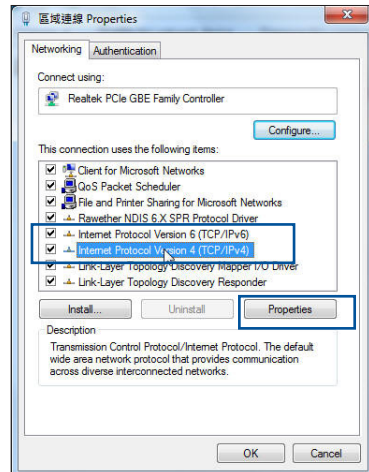 區域連線 Properties
Networking
Authentication
Connect using:
Realtek PCIe GBE Family Controller
Configure...
This connection uses the following items:
Client for Microsoft Networks
QoS Packet Scheduler
File and Printer Sharing for Microsoft Networks
Rawether NDIS 6.X SPR Protocol Driver
Internet Protocol Version 6 (TCP/IPv6)
Internet Protocol Version 4 (TCP/IPv4)
Link-Layer Topology Discovery Mapper I/O Driver
Link-Layer Topology Discovery Responder
Install...
Uninstall
Properties
Description
Transmission Control Protocol/Internet Protocol. The default
wide area network protocol that provides communication
across diverse interconnected networks.
OK
Cancel